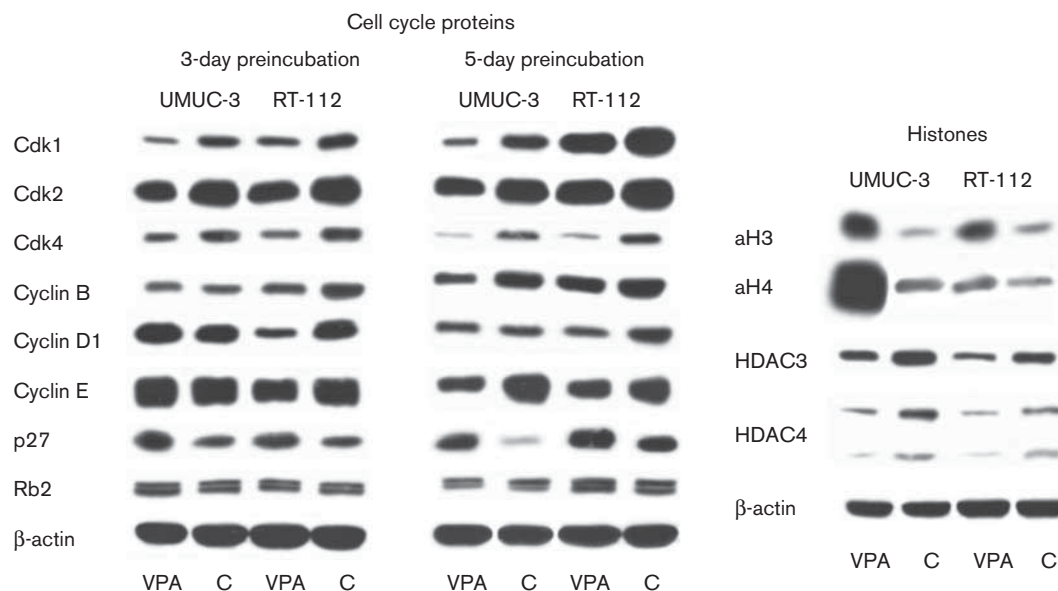 Cell cycle proteins
3-day preincubation 5-day preincubation
UMUC-3 RT-112 UMUC-3 RT-112
Cdk1
Cdk2
Cdk4
Cyclin B
Cyclin D1
Cyclin E
p27
Rb2
β-actin
VPA C VPA C VPA C VPA C
Histones
UMUC-3 RT-112
aH3
aH4
HDAC3
HDAC4
β-actin
VPA C VPA C